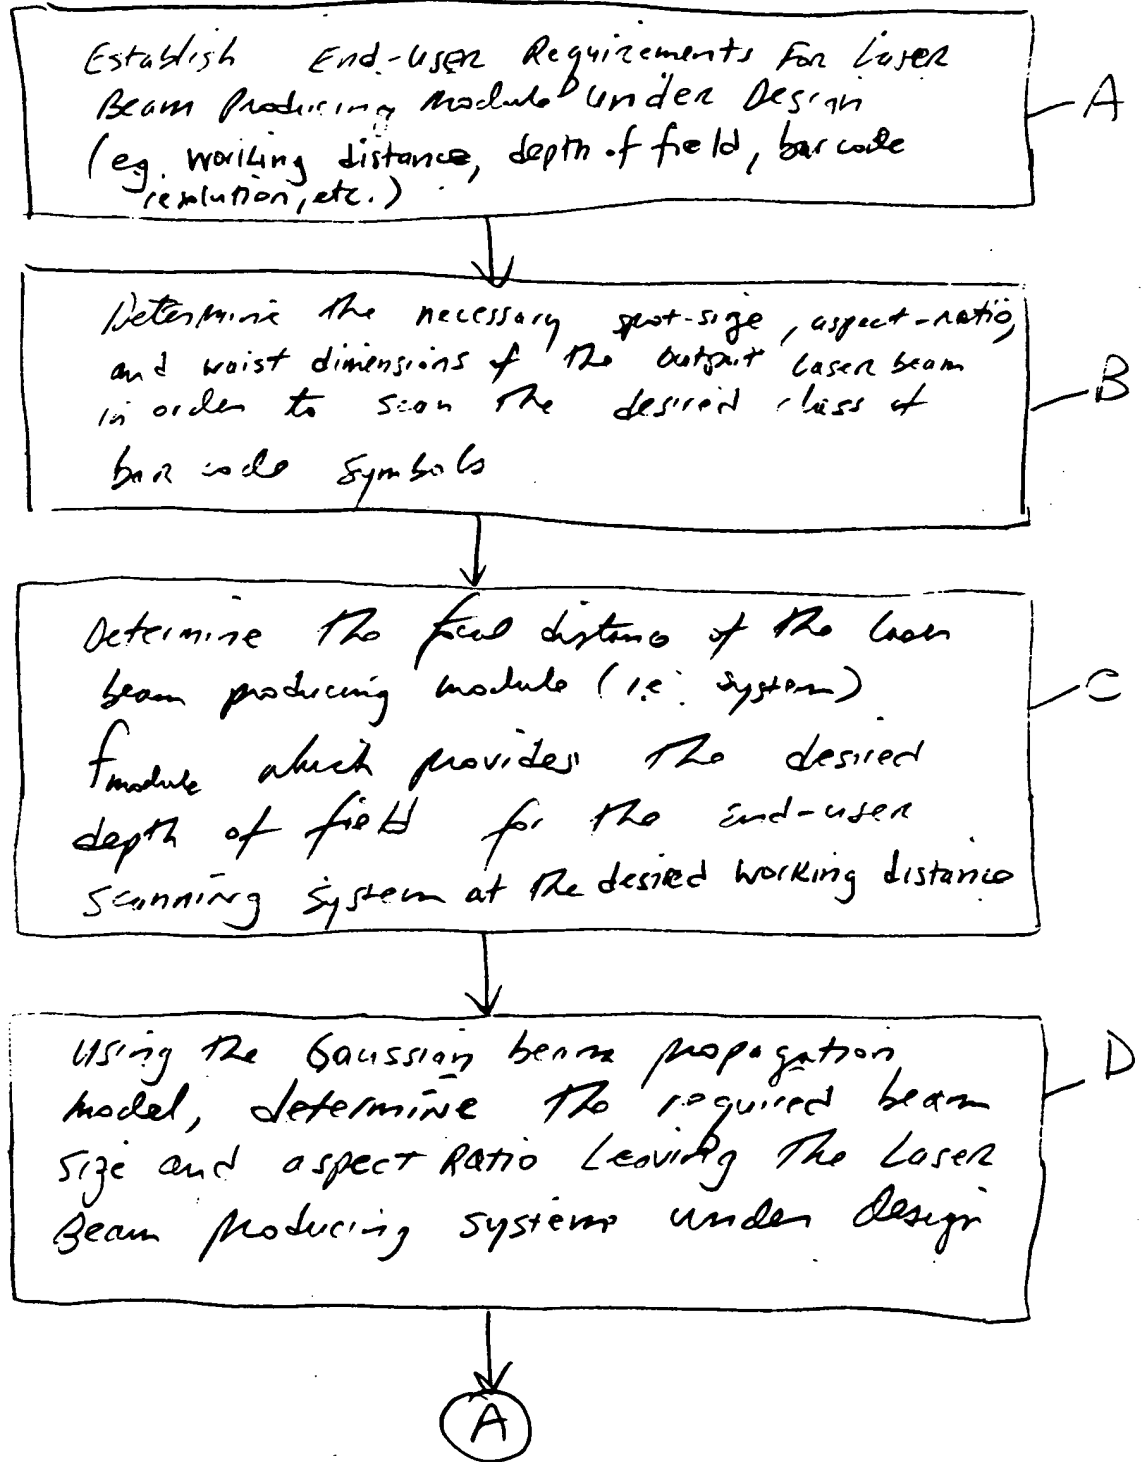 Establish End-User Requirements For Laser
Beam Producing Module Under Design
(eg. working distance, depth of field, bar code
resolution, etc.)
A
Determine the necessary spot-size, aspect-ratio,
and waist dimensions of the output laser beam
in order to scan the desired class of
bar code symbols
B
Determine the focal distance of the laser
beam producing module (i.e. system)
fmodule which provides the desired
depth of field for the end-user
scanning system at the desired working distance
C
Using the Gaussian beam propagation
model, determine the required beam
size and aspect Ratio Leaving The Laser
Beam producing system under design
D
A